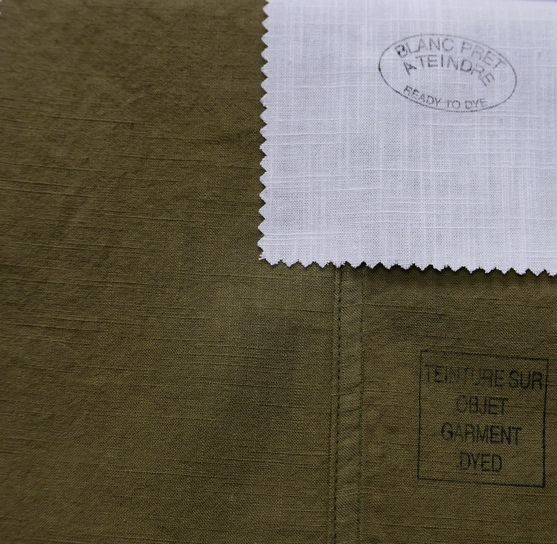 BLANC PRET
A TEINDRE
READY TO DYE
TEINTURE SUR
OBJET
GARMENT
DYED